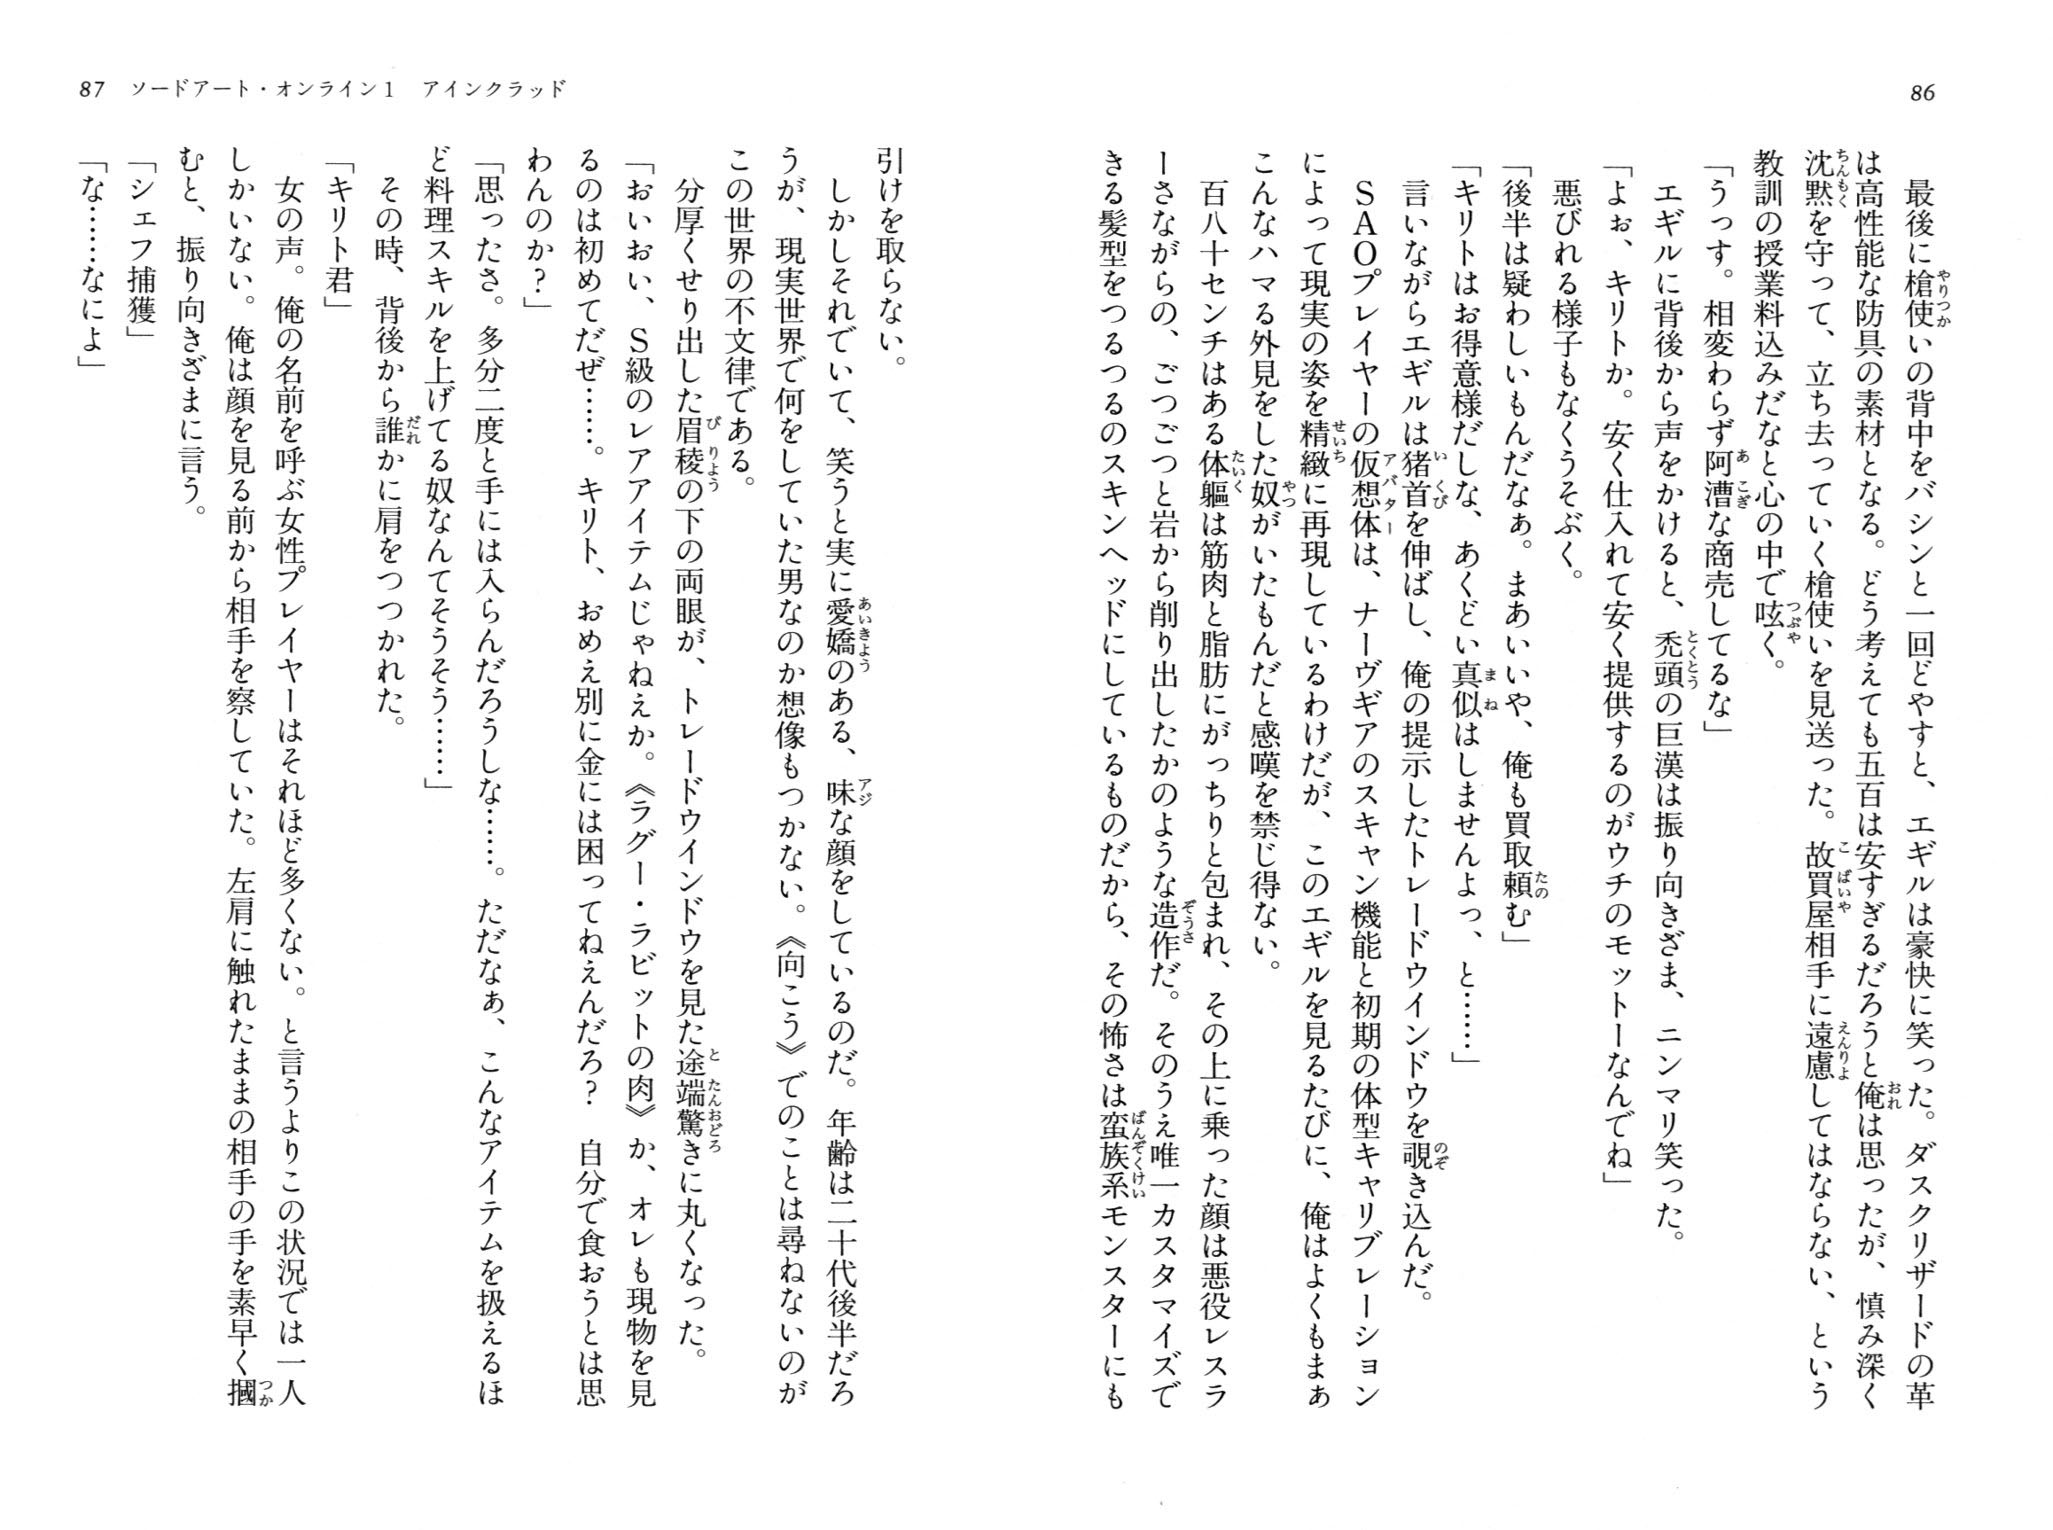 86
最後に槍使いの背中をバシンと一回どやすと、エギルは豪快に笑った。ダスクリザードの革
は高性能な防具の素材となる。どう考えても五百は安すぎるだろうと俺は思ったが、慎み深く
沈黙を守って、立ち去っていく槍使いを見送った。故買屋相手に遠慮してはならない、という
教訓の授業料込みだなと心の中で呟く。
「うっす。相変わらず阿漕な商売してるな」
エギルに背後から声をかけると、禿頭の巨漢は振り向きざま、ニンマリ笑った。
「よぉ、キリトか。安く仕入れて安く提供するのがウチのモットーなんでね」
悪びれる様子もなくうそぶく。
「後半は疑わしいもんだなぁ。まあいいや、俺も買取頼む」
「キリトはお得意様だしな、あくどい真似はしませんよっ、と……」
言いながらエギルは猪首を伸ばし、俺の提示したトレードウインドウを覗き込んだ。
SAOプレイヤーの仮想体は、ナーヴギアのスキャン機能と初期の体型キャリブレーション
によって現実の姿を精緻に再現しているわけだが、このエギルを見るたびに、俺はよくもまぁ
こんなハマる外見をした奴がいたもんだと感嘆を禁じ得ない。
百八十センチはある体軀は筋肉と脂肪にがっちりと包まれ、その上に乗った顔は悪役レスラ
ーさながらの、ごつごつと岩から削り出したかのような造作だ。そのうえ唯一カスタマイズで
きる髪型をつるつるのスキンヘッドにしているものだから、その怖さは蛮族系モンスターにも
87 ソードアート・オンライン1 アインクラッド
引けを取らない。
しかしそれでいて、笑うと実に愛嬌のある、味な顔をしているのだ。年齢は二十代後半だろ
うが、現実世界で何をしていた男なのか想像もつかない。《向こう》でのことは尋ねないのが
この世界の不文律である。
分厚くせり出した眉稜の下の両眼が、トレードウインドウを見た途端驚きに丸くなった。
「おいおい、S級のレアアイテムじゃねえか。《ラグー・ラビットの肉》か、オレも現物を見
るのは初めてだぜ……。キリト、おめえ別に金には困ってねえんだろ？ 自分で食おうとは思
わんのか？」
「思ったさ。多分二度と手には入らんだろうしな……。ただなぁ、こんなアイテムを扱えるほ
ど料理スキルを上げてる奴なんてそうそう……」
その時、背後から誰かに肩をつつかれた。
「キリト君」
女の声。俺の名前を呼ぶ女性プレイヤーはそれほど多くない。と言うよりこの状況では一人
しかいない。俺は顔を見る前から相手を察していた。左肩に触れたままの相手の手を素早く摑
むと、振り向きざまに言う。
「シェフ捕獲」
「な……なによ」